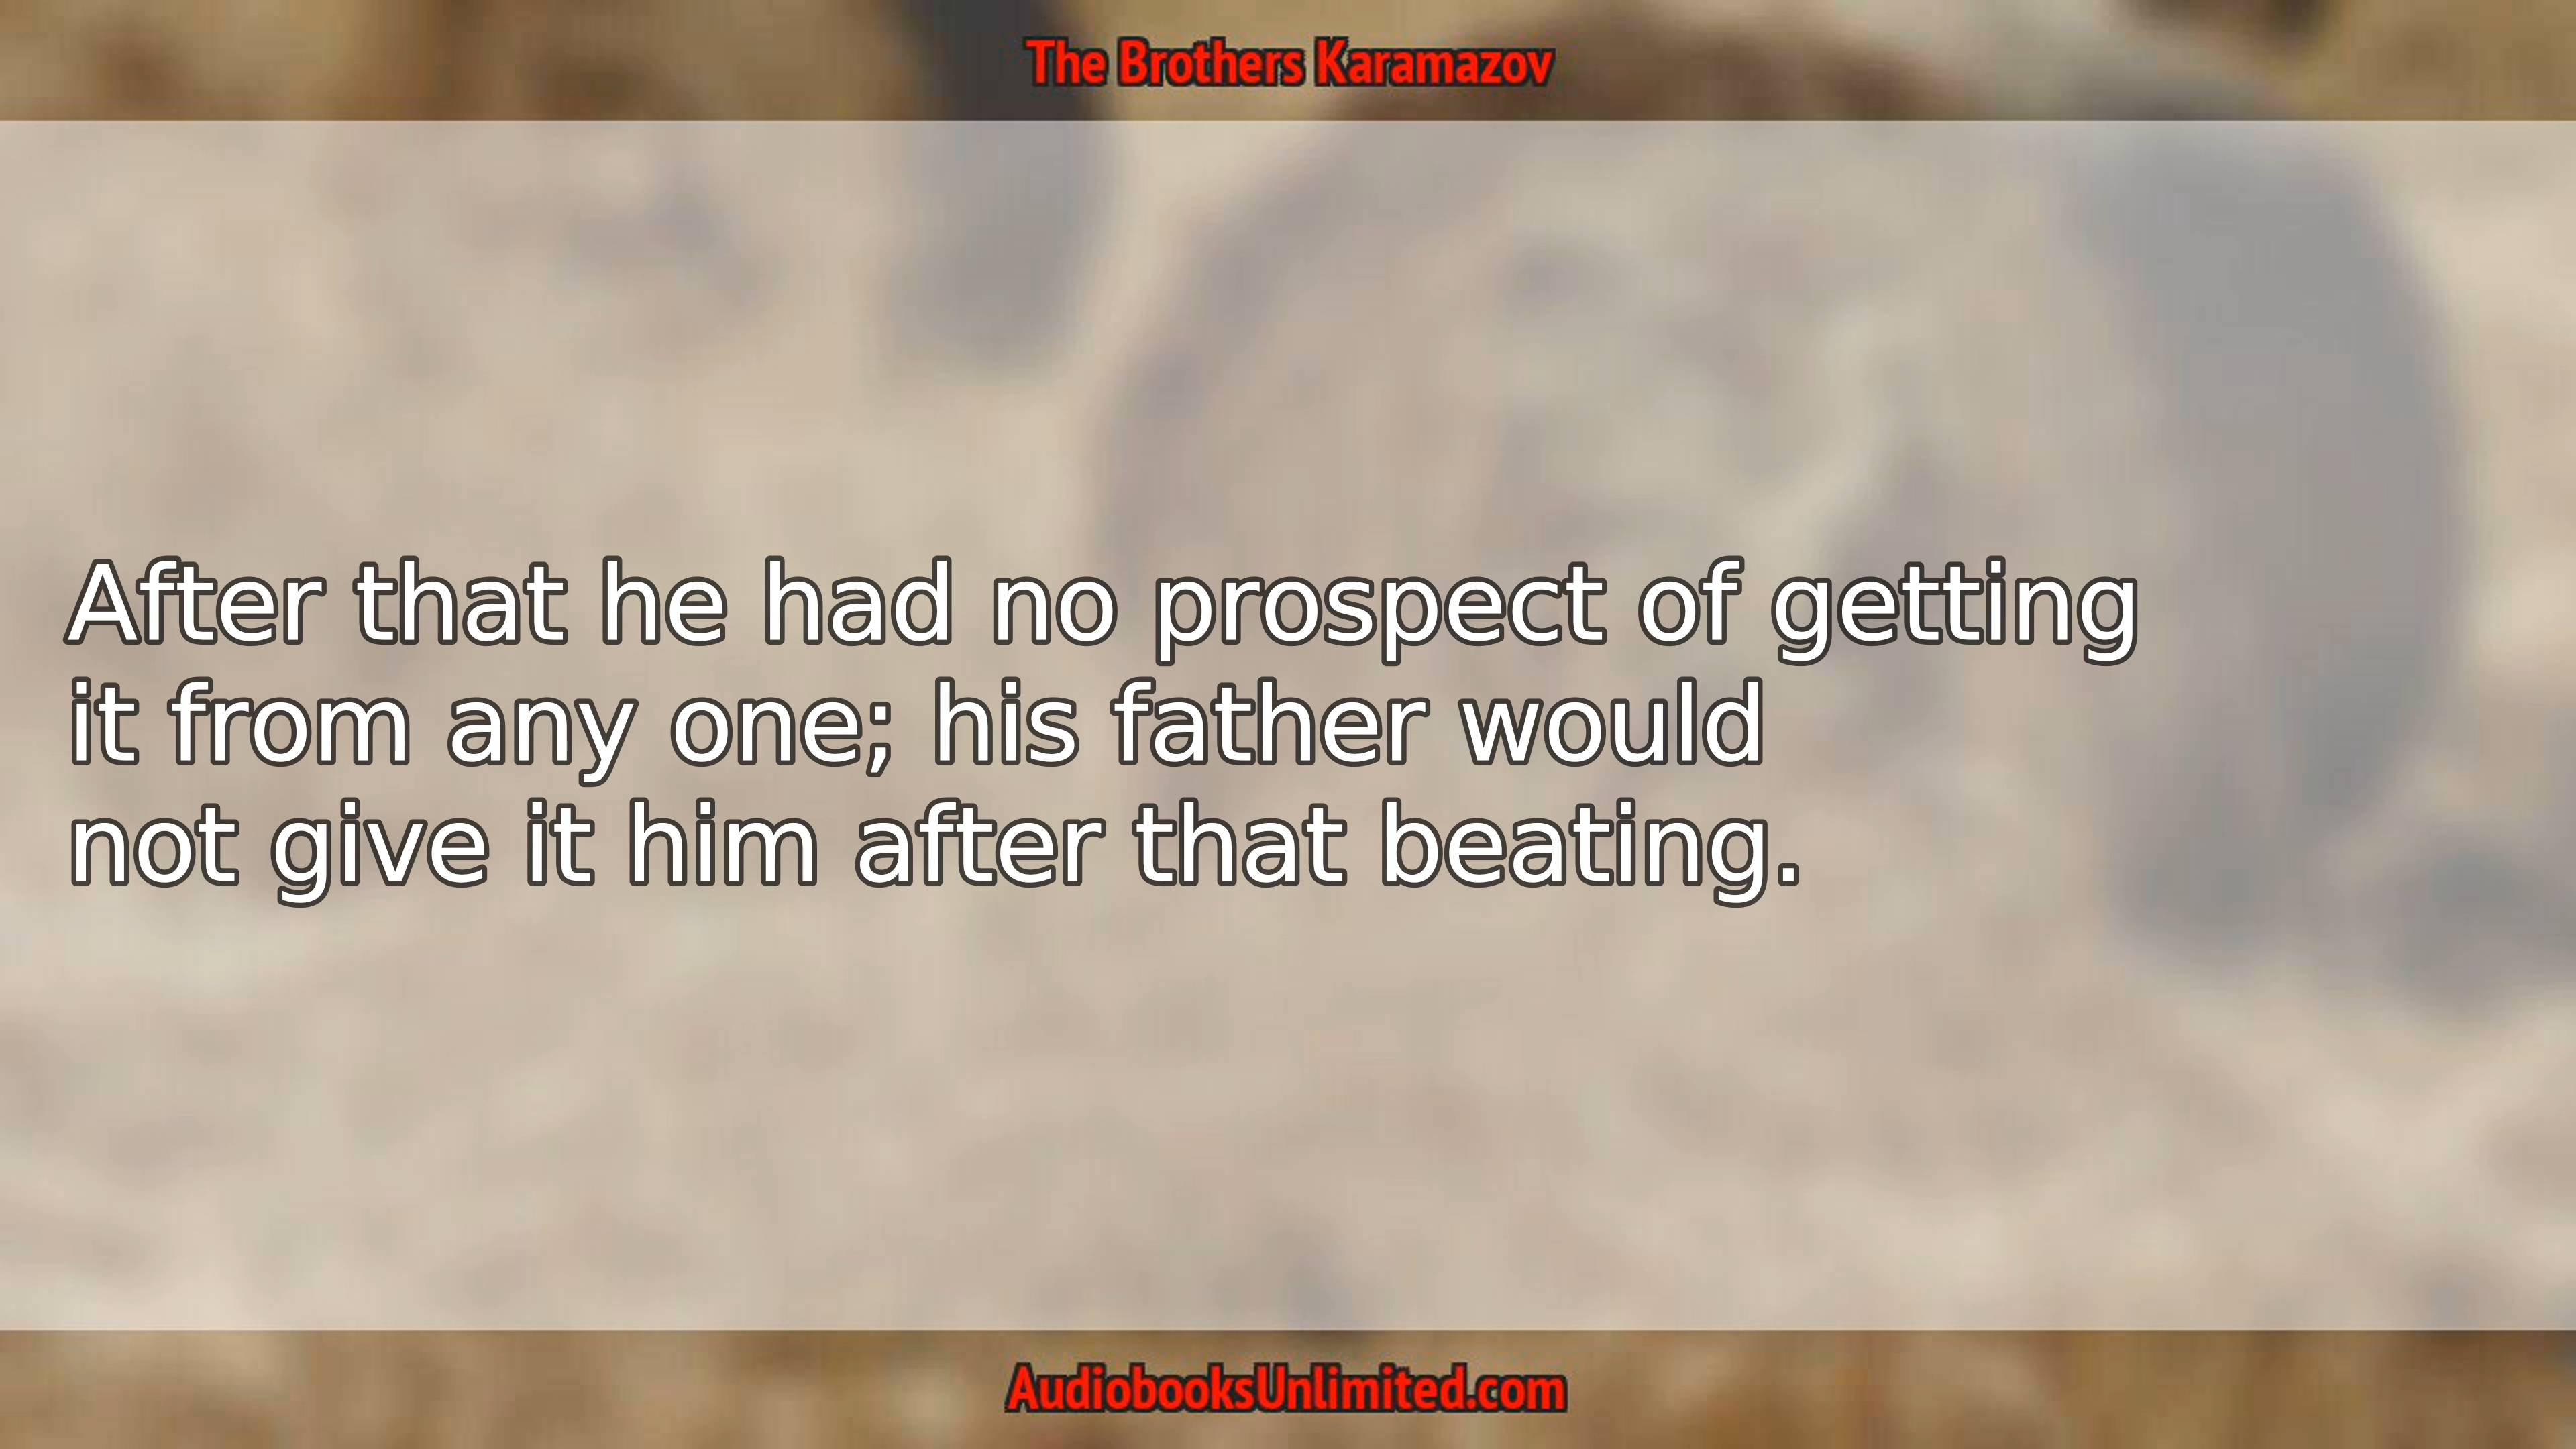 The Brothers Karamazov
After that he had no prospect of getting
it from any one; his father would
not give it him after that beating.
AudiobooksUnlimited.com